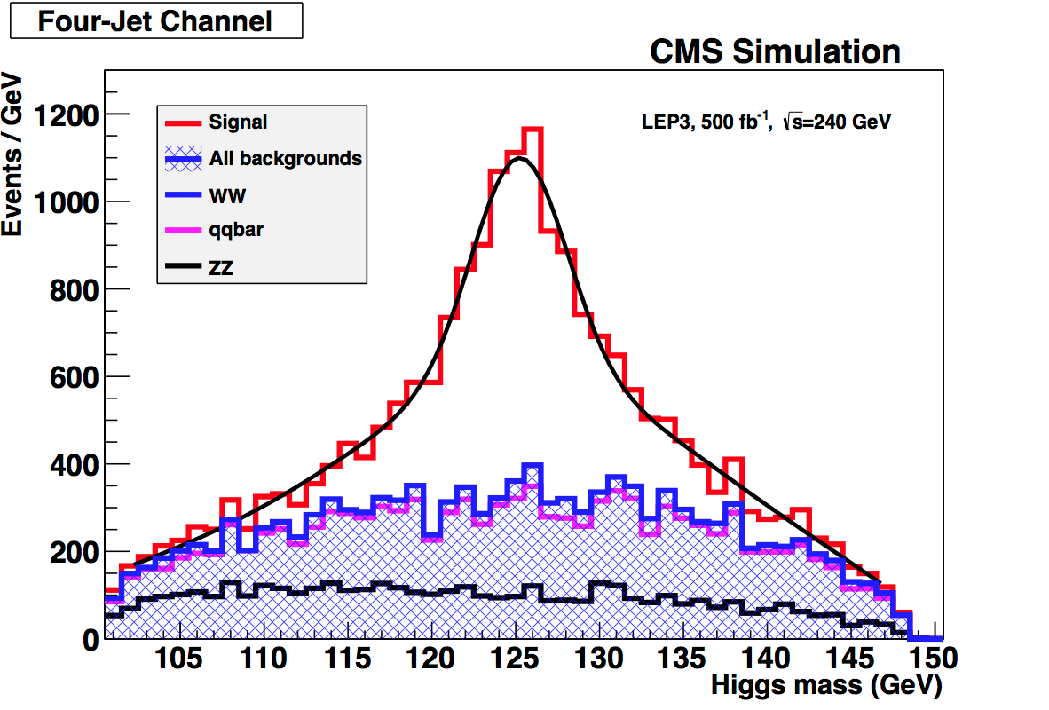 Four-Jet Channel
CMS Simulation
LEP3, 500 fb-1, √s=240 GeV
Signal
All backgrounds
WW
qqbar
ZZ
Events / GeV
1200
1000
800
600
400
200
0
105 110 115 120 125 130 135 140 145 150
Higgs mass (GeV)